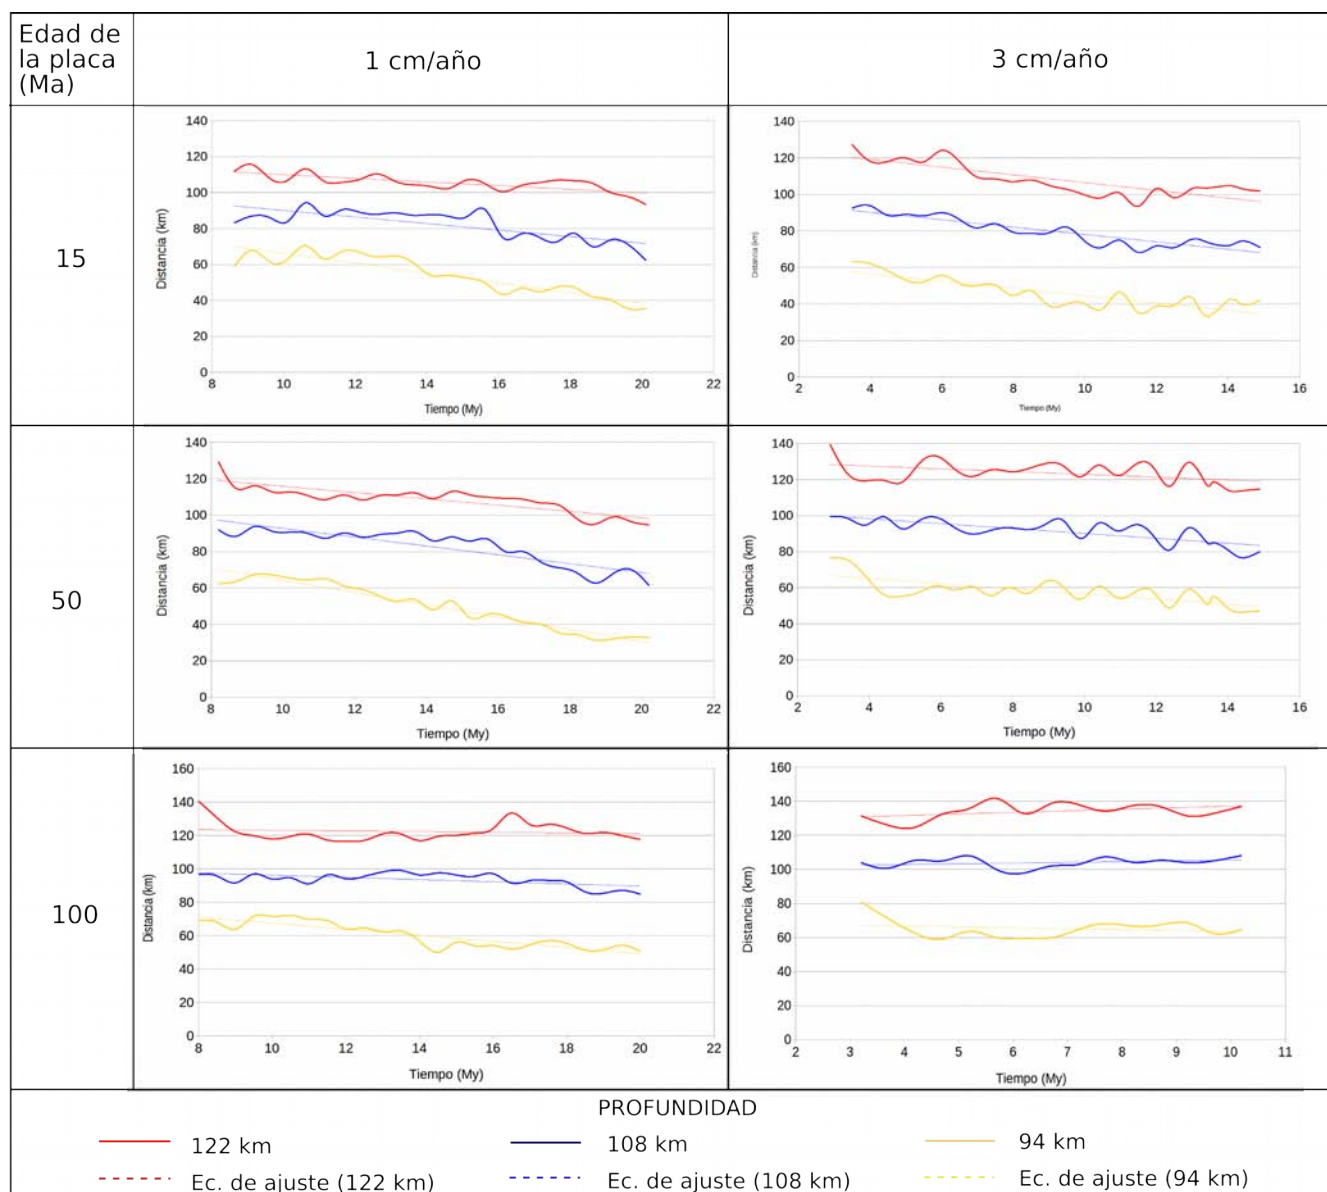 Edad de
la placa
(Ma)
1 cm/año
3 cm/año
15
140
120
100
80
60
40
20
0
8 10 12 14 16 18 20 22
Distancia (km)
Tiempo (My)
140
120
100
80
60
40
20
0
2 4 6 8 10 12 14 16
Distancia (km)
Tiempo (My)
50
140
120
100
80
60
40
20
0
8 10 12 14 16 18 20 22
Distancia (km)
Tiempo (My)
140
120
100
80
60
40
20
0
2 4 6 8 10 12 14 16
Distancia (km)
Tiempo (My)
100
160
140
120
100
80
60
40
20
0
8 10 12 14 16 18 20 22
Distancia (km)
Tiempo (My)
160
140
120
100
80
60
40
20
0
2 3 4 5 6 7 8 9 10 11
Distancia (km)
Tiempo (My)
PROFUNDIDAD
122 km 108 km 94 km
Ec. de ajuste (122 km) Ec. de ajuste (108 km) Ec. de ajuste (94 km)